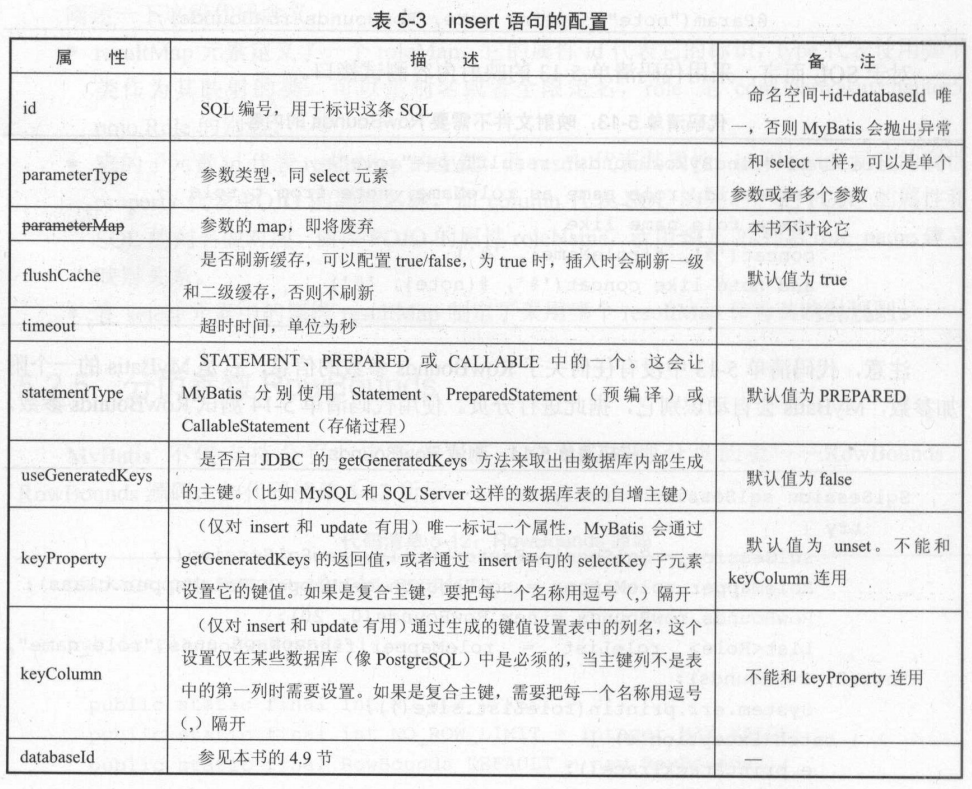 表 5-3 insert 语句的配置
属 性 描 述 备 注
id SQL 编号，用于标识这条 SQL 命名空间+id+databaseId 唯
一，否则 MyBatis 会抛出异常
parameterType 参数类型，同 select 元素 和 select 一样，可以是单个
参数或者多个参数
parameterMap 参数的 map，即将废弃 本书不讨论它
flushCache 是否刷新缓存，可以配置 true/false，为 true 时，插入时会刷新一级
和二级缓存，否则不刷新 默认值为 true
timeout 超时时间，单位为秒 —
statementType STATEMENT、PREPARED 或 CALLABLE 中的一个。这会让
MyBatis 分别使用 Statement、PreparedStatement（预编译）或
CallableStatement（存储过程） 默认值为 PREPARED
useGeneratedKeys 是否启 JDBC 的 getGeneratedKeys 方法来取出由数据库内部生成
的主键。（比如 MySQL 和 SQL Server 这样的数据库表的自增主键） 默认值为 false
keyProperty （仅对 insert 和 update 有用）唯一标记一个属性，MyBatis 会通过
getGeneratedKeys 的返回值，或者通过 insert 语句的 selectKey 子元素
设置它的键值。如果是复合主键，要把每一个名称用逗号（,）隔开 默认值为 unset。不能和
keyColumn 连用
keyColumn （仅对 insert 和 update 有用）通过生成的键值设置表中的列名，这个
设置仅在某些数据库（像 PostgreSQL）中是必须的，当主键列不是表
中的第一列时需要设置。如果是复合主键，需要把每一个名称用逗号
（,）隔开 不能和 keyProperty 连用
databaseId 参见本书的 4.9 节 —